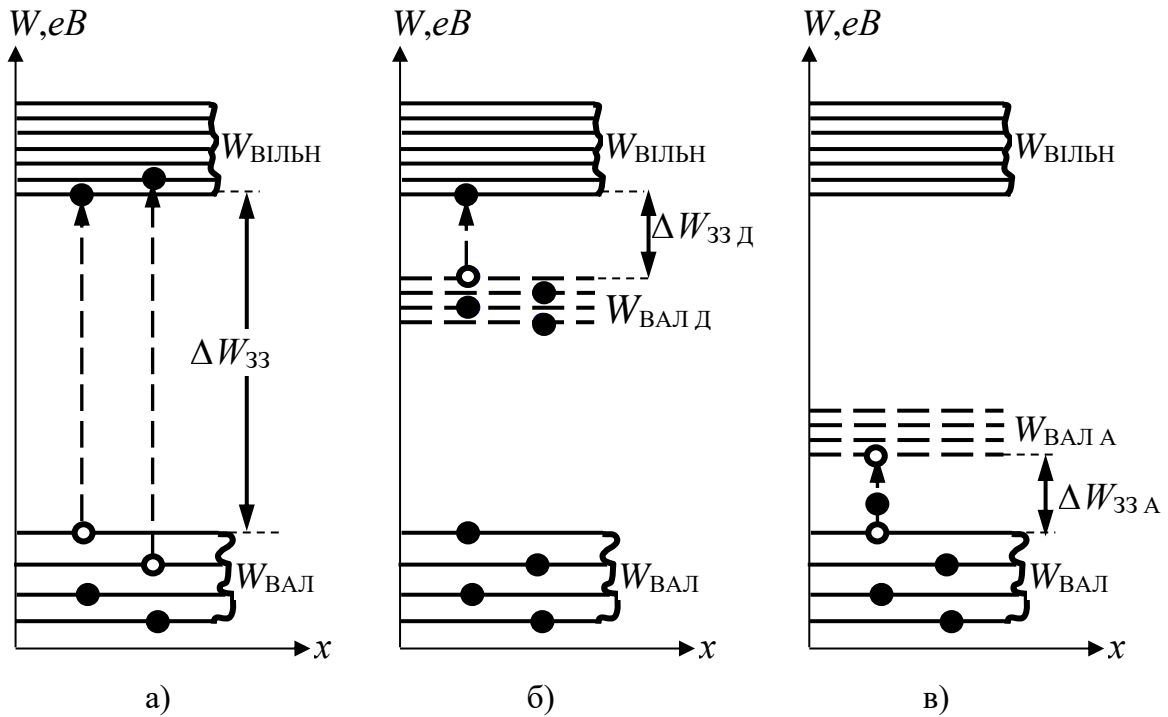 W,eB
W,eB
W,eB
WВІЛЬН
WВІЛЬН
WВІЛЬН
ΔWЗЗ Д
WВАЛ Д
ΔWЗЗ
WВАЛ А
ΔWЗЗ А
WВАЛ
WВАЛ
WВАЛ
x
x
x
а)
б)
в)